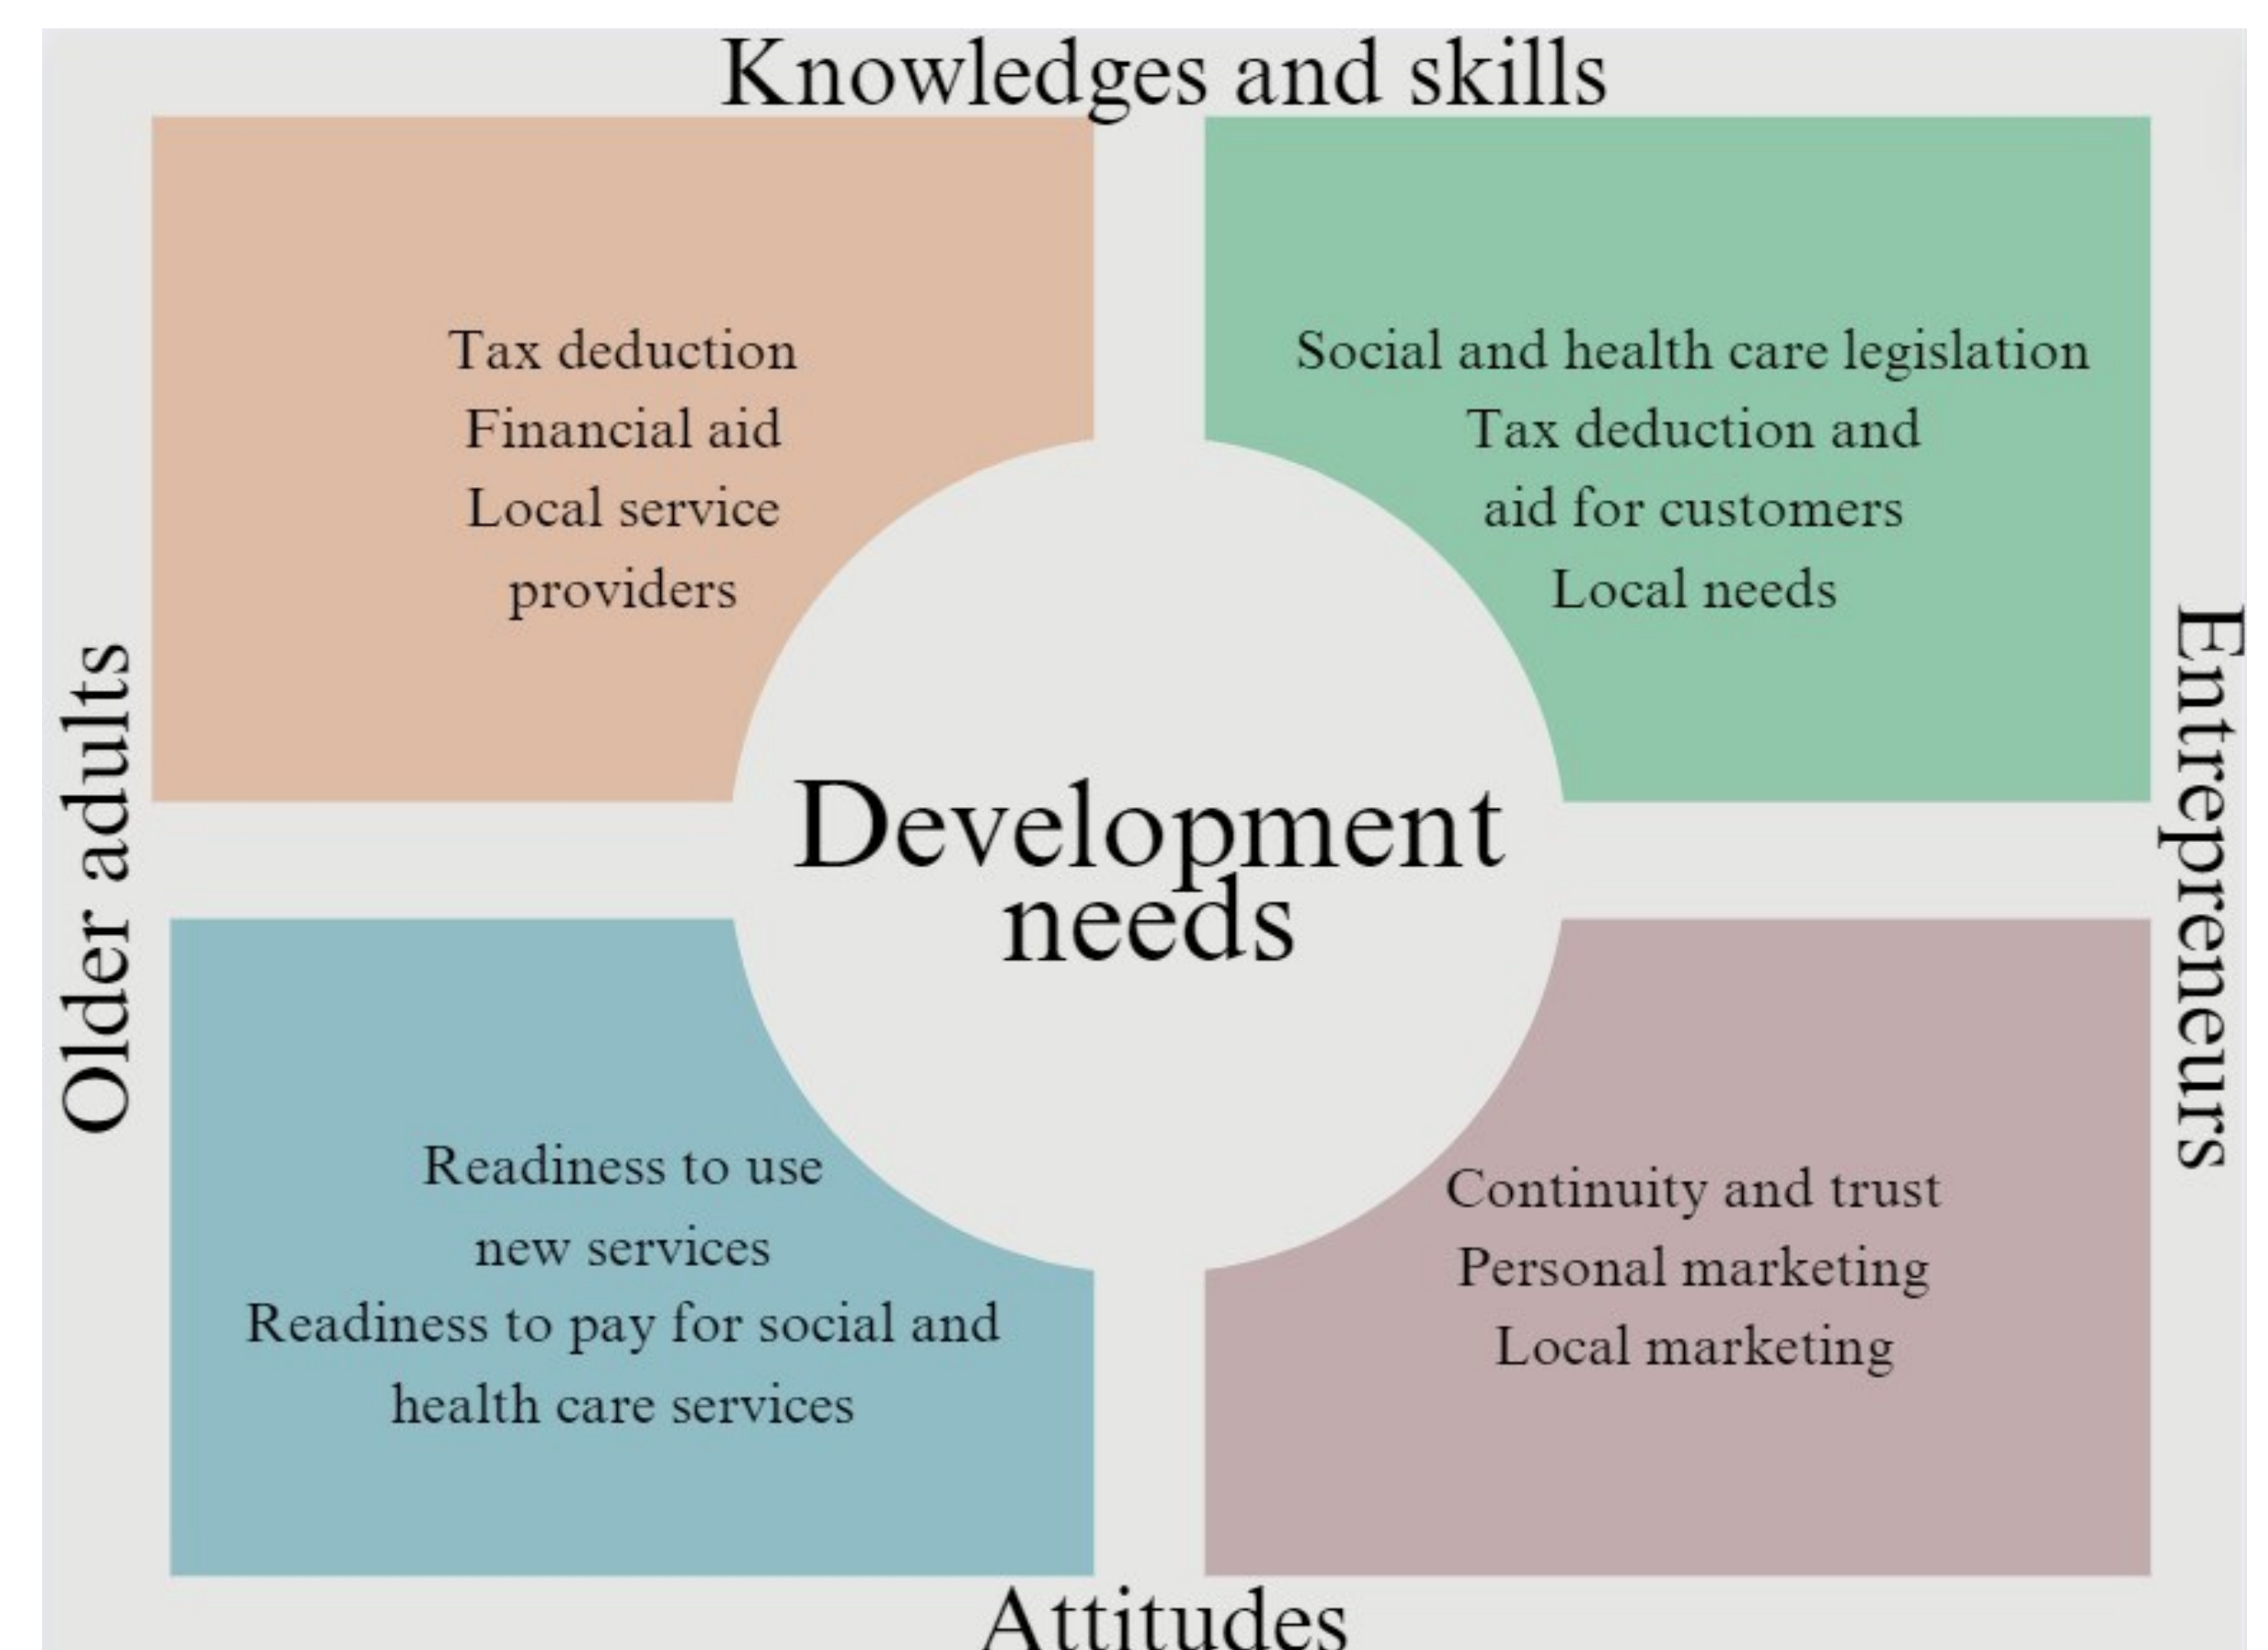 Knowledges and skills
Tax deduction
Financial aid
Local service
providers
Social and health care legislation
Tax deduction and
aid for customers
Local needs
Older adults
Development
needs
Entrepreneurs
Readiness to use
new services
Readiness to pay for social and
health care services
Continuity and trust
Personal marketing
Local marketing
Attitudes